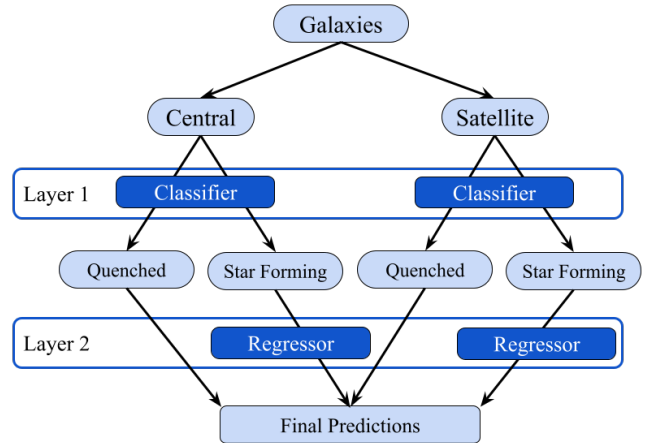 Galaxies
Central
Satellite
Layer 1
Classifier
Classifier
Quenched
Star Forming
Quenched
Star Forming
Layer 2
Regressor
Regressor
Final Predictions